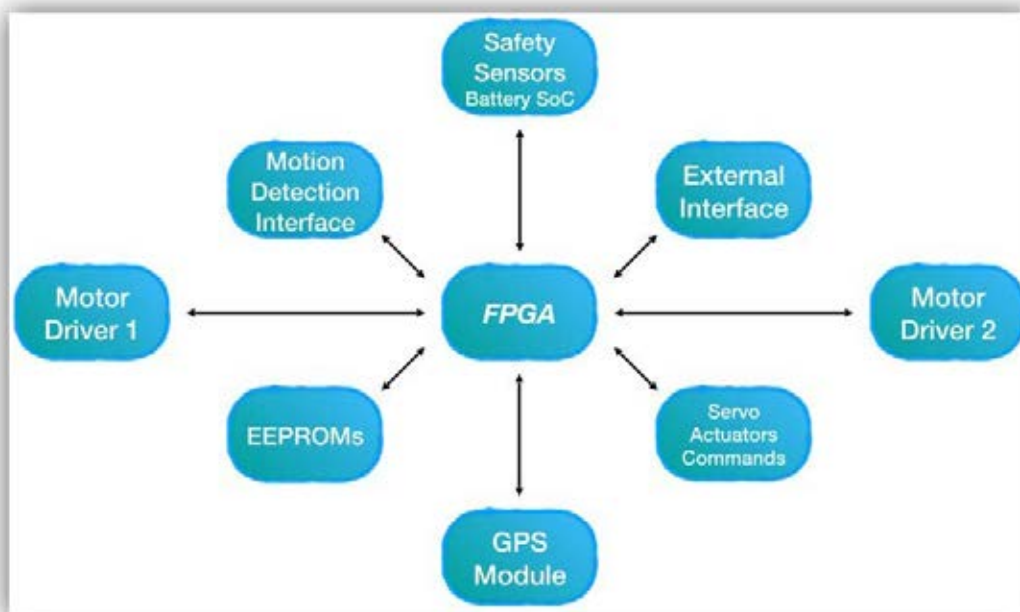 Safety
Sensors
Battery SoC
Motion
Detection
Interface
External
Interface
Motor
Driver 1
FPGA
Motor
Driver 2
EEPROMs
Servo
Actuators
Commands
GPS
Module